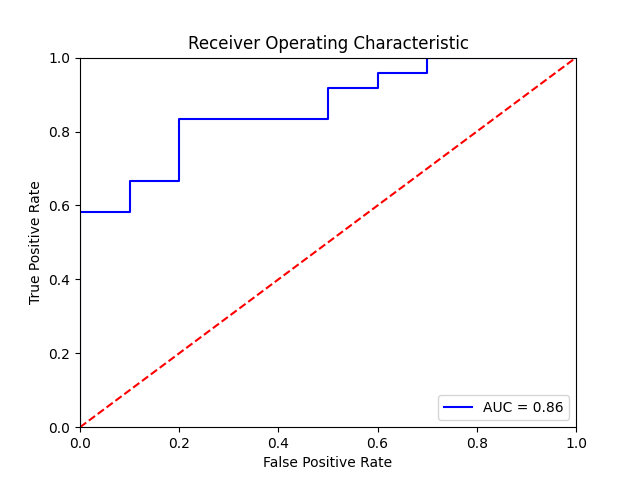 Receiver Operating Characteristic
1.0
0.8
0.6
0.4
0.2
0.0
True Positive Rate
AUC = 0.86
0.0 0.2 0.4 0.6 0.8 1.0
False Positive Rate